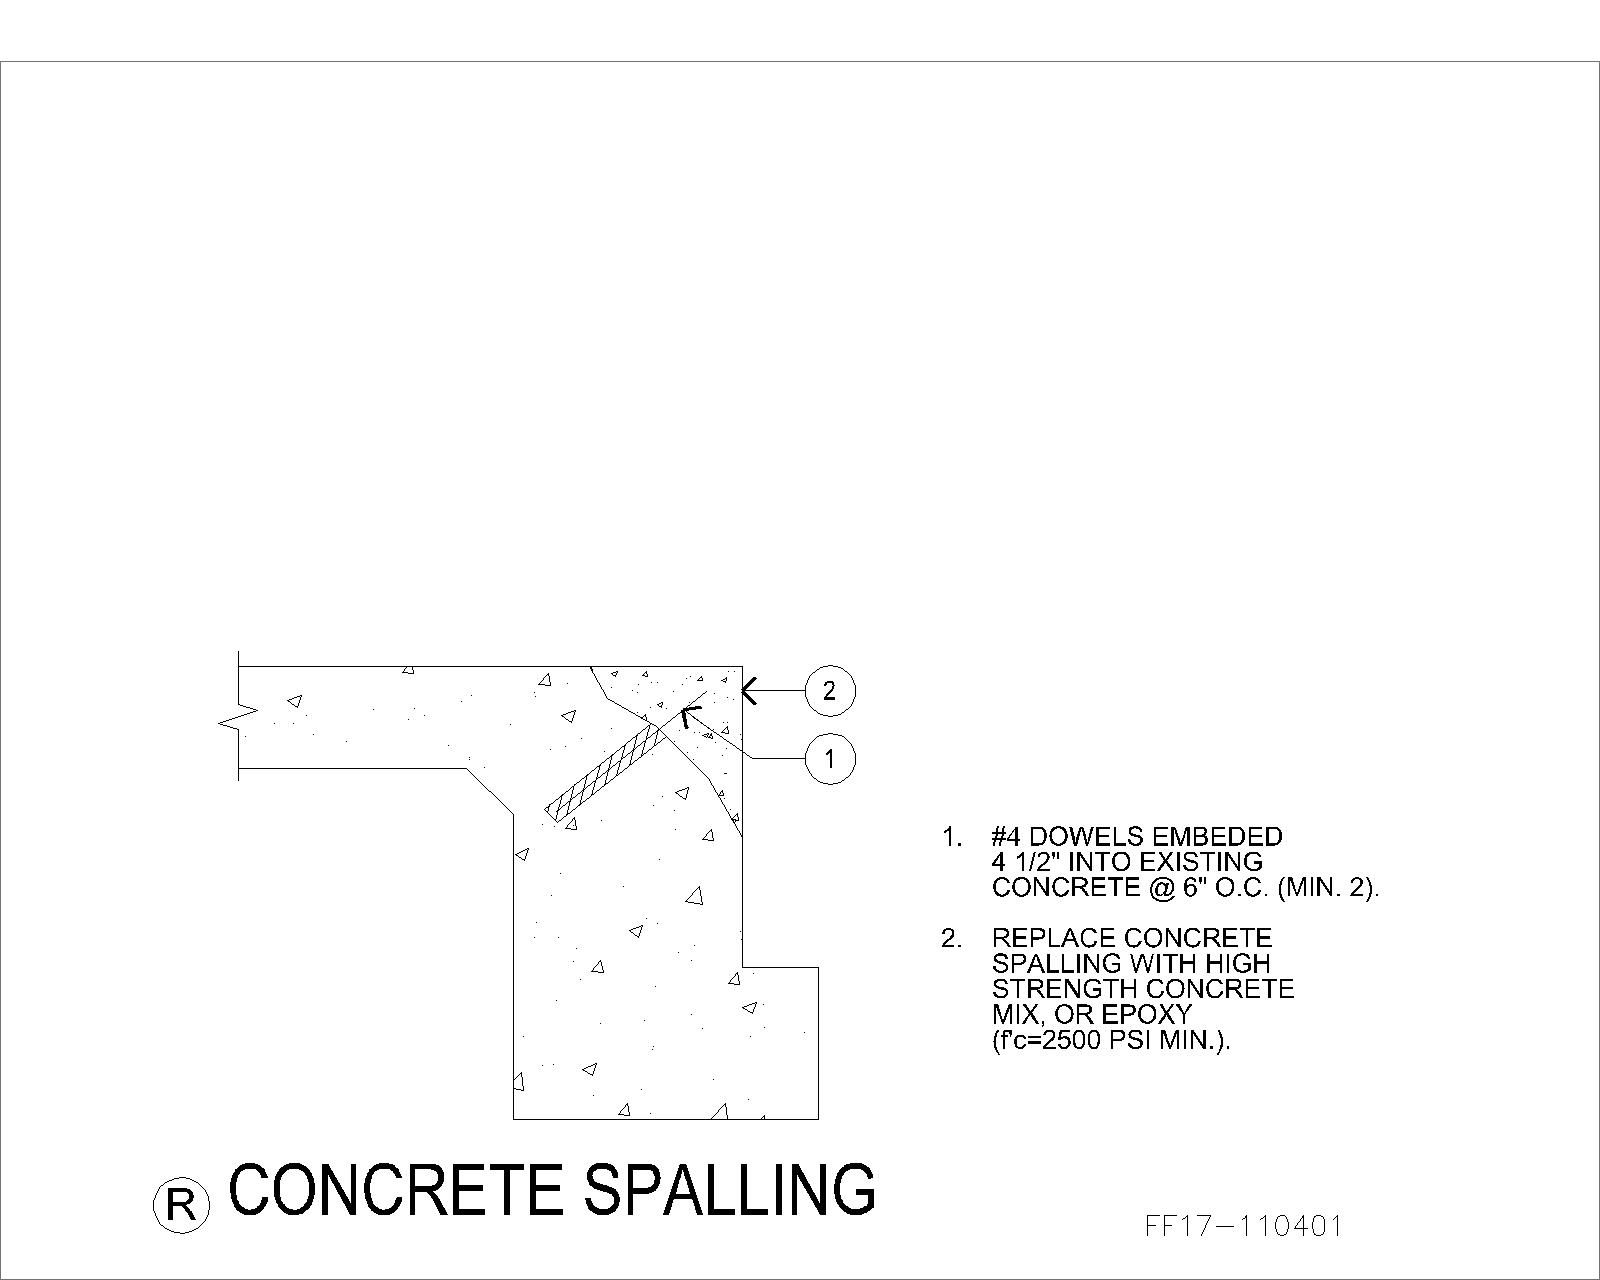 2
1
1. #4 DOWELS EMBEDED
4 1/2" INTO EXISTING
CONCRETE @ 6" O.C. (MIN. 2).
2. REPLACE CONCRETE
SPALLING WITH HIGH
STRENGTH CONCRETE
MIX, OR EPOXY
(f'c=2500 PSI MIN.).
R CONCRETE SPALLING
FF17-110401